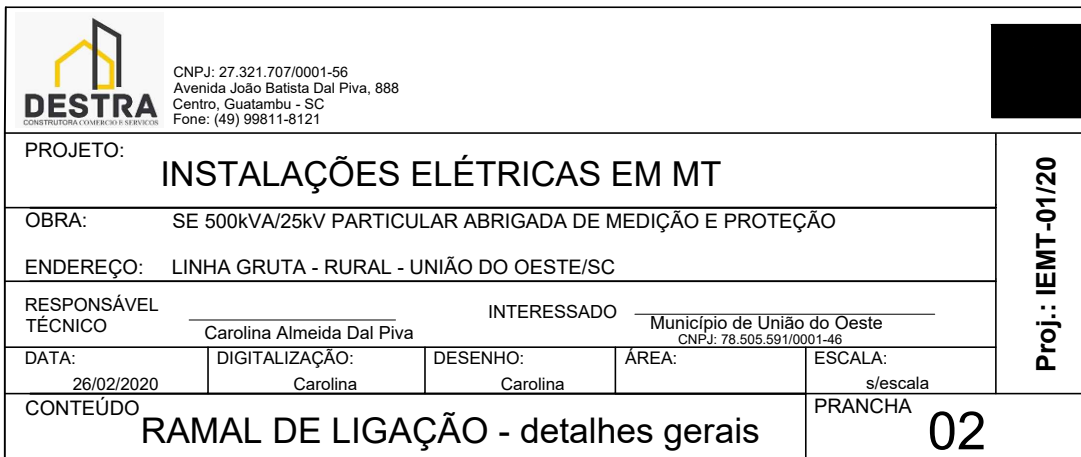 DESTRA
CONSTRUTORA COMERCIO E SERVICOS
CNPJ: 27.321.707/0001-56
Avenida João Batista Dal Piva, 888
Centro, Guatambu - SC
Fone: (49) 99811-8121
PROJETO:
INSTALAÇÕES ELÉTRICAS EM MT
OBRA: SE 500kVA/25kV PARTICULAR ABRIGADA DE MEDIÇÃO E PROTEÇÃO
ENDEREÇO: LINHA GRUTA - RURAL - UNIÃO DO OESTE/SC
RESPONSÁVEL
TÉCNICO
Carolina Almeida Dal Piva
INTERESSADO
Município de União do Oeste
CNPJ: 78.505.591/0001-46
DATA:
26/02/2020
DIGITALIZAÇÃO:
Carolina
DESENHO:
Carolina
ÁREA:
ESCALA:
s/escala
CONTEÚDO
RAMAL DE LIGAÇÃO - detalhes gerais
PRANCHA
02
Proj.: IEMT-01/20